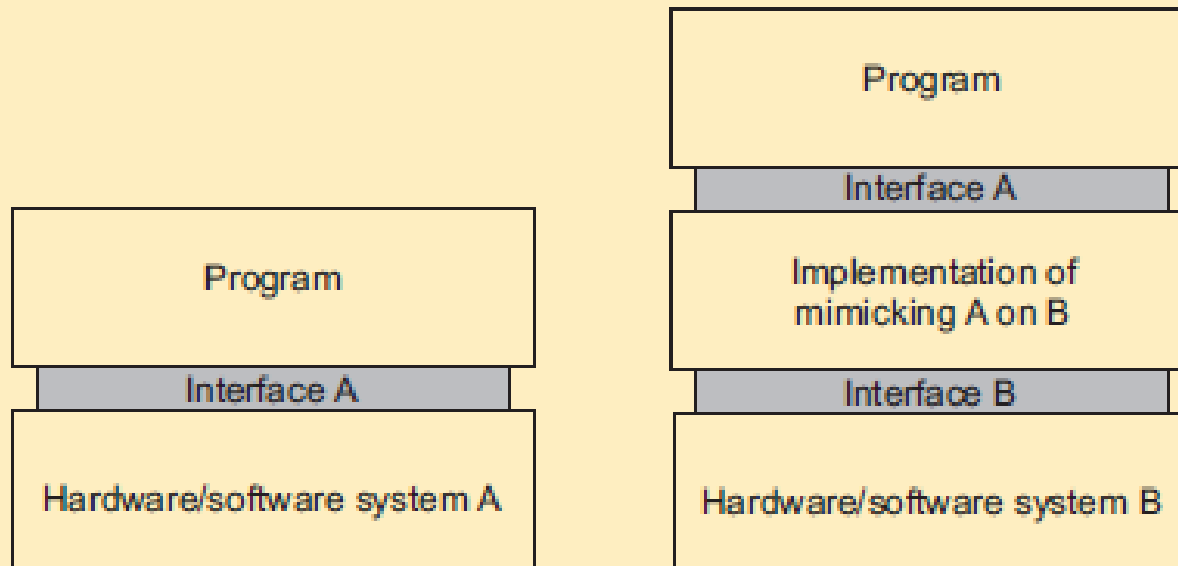 Program
Interface A
Hardware/software system A
Program
Interface A
Implementation of
mimicking A on B
Interface B
Hardware/software system B